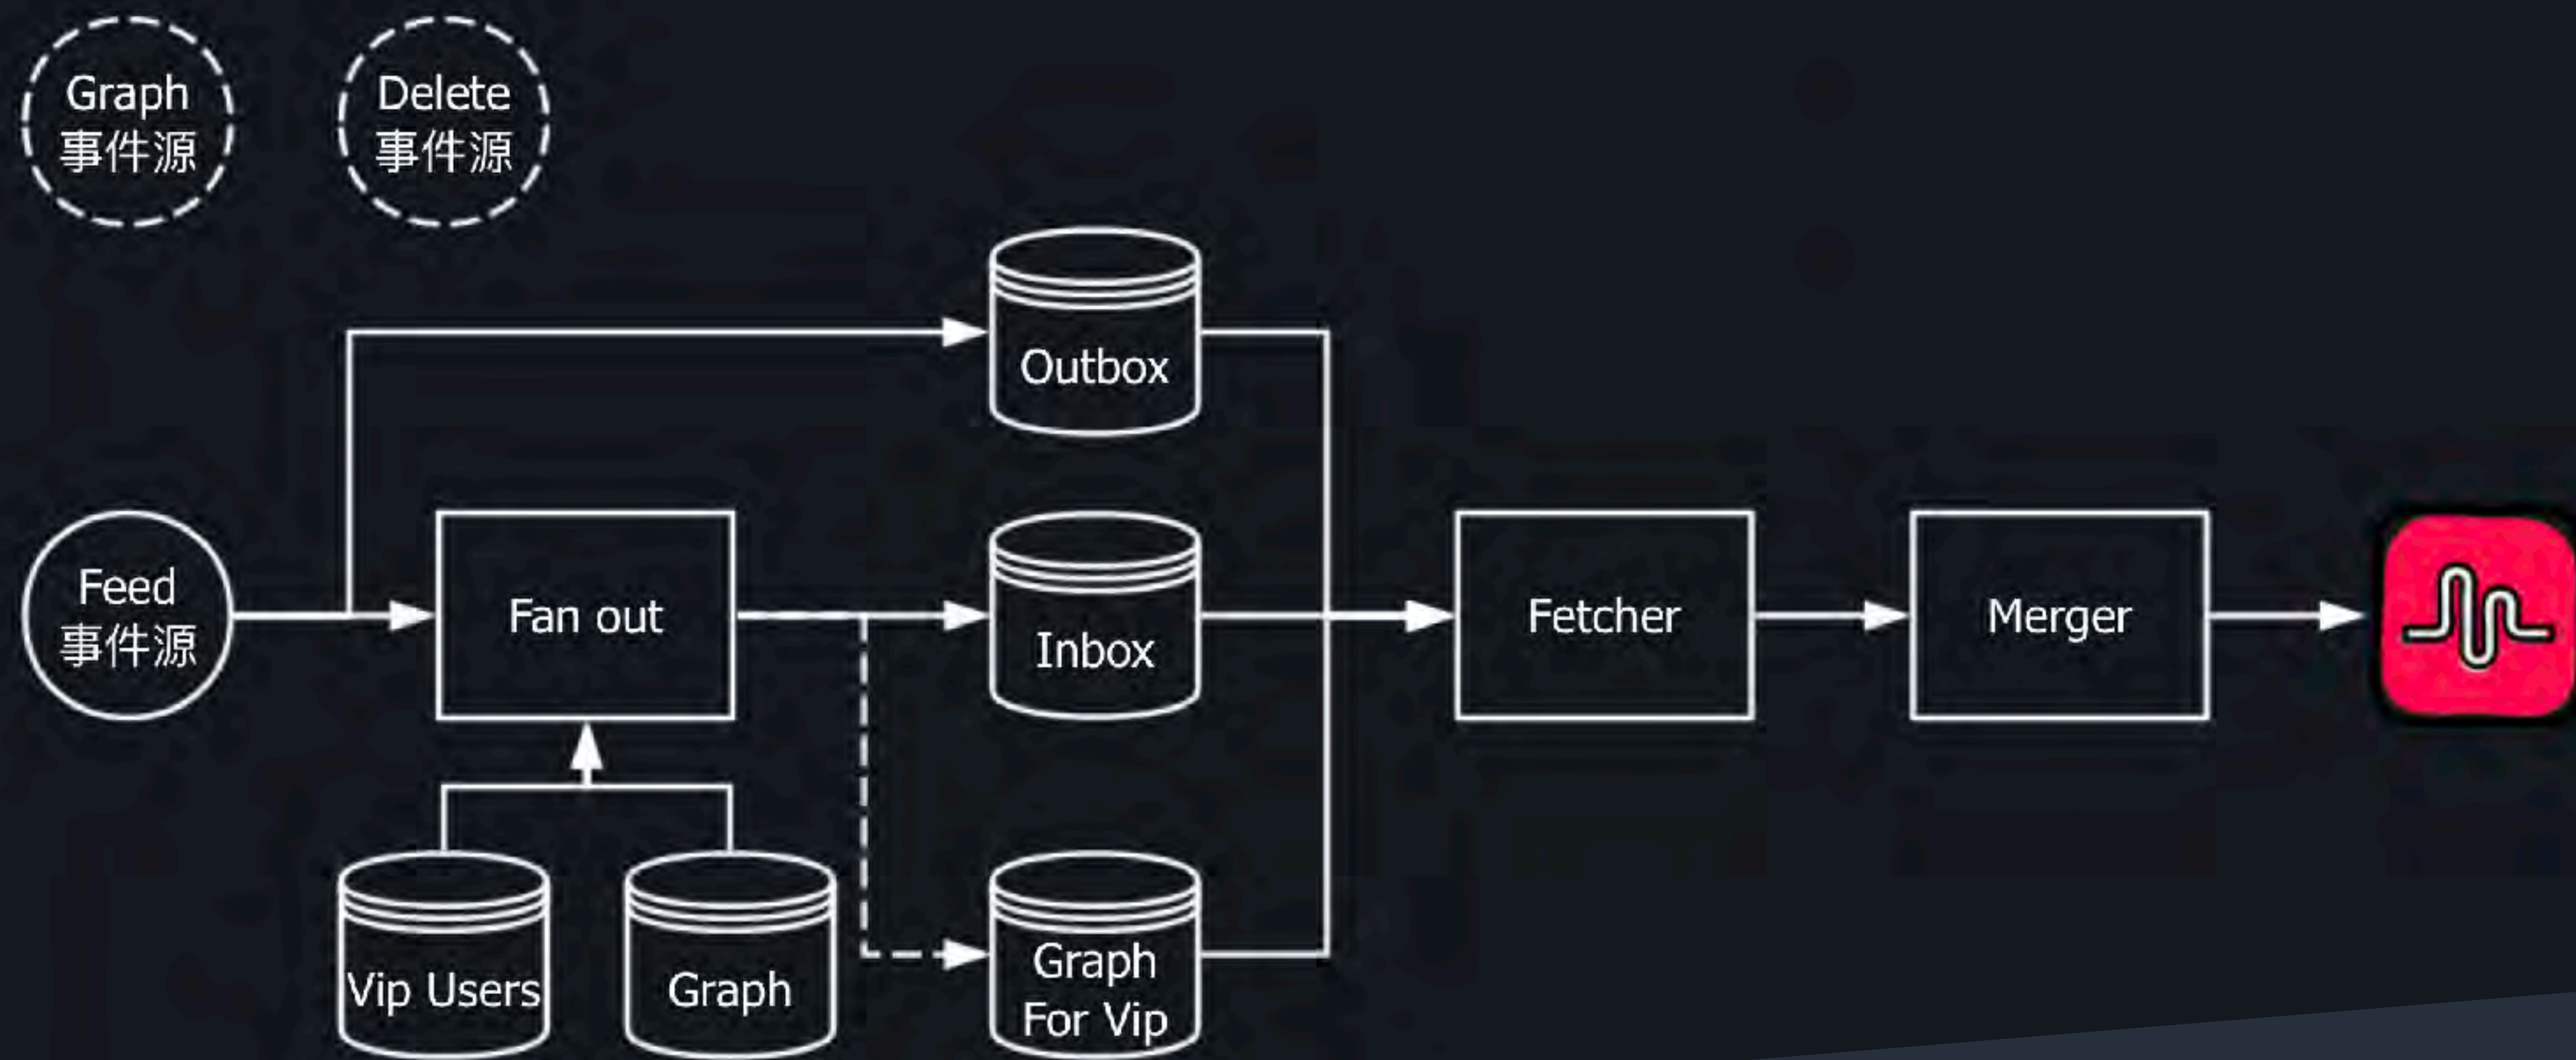 Graph
事件源
Delete
事件源
Outbox
Feed
事件源
Fan out
Inbox
Fetcher
Merger
Vip Users
Graph
Graph
For Vip